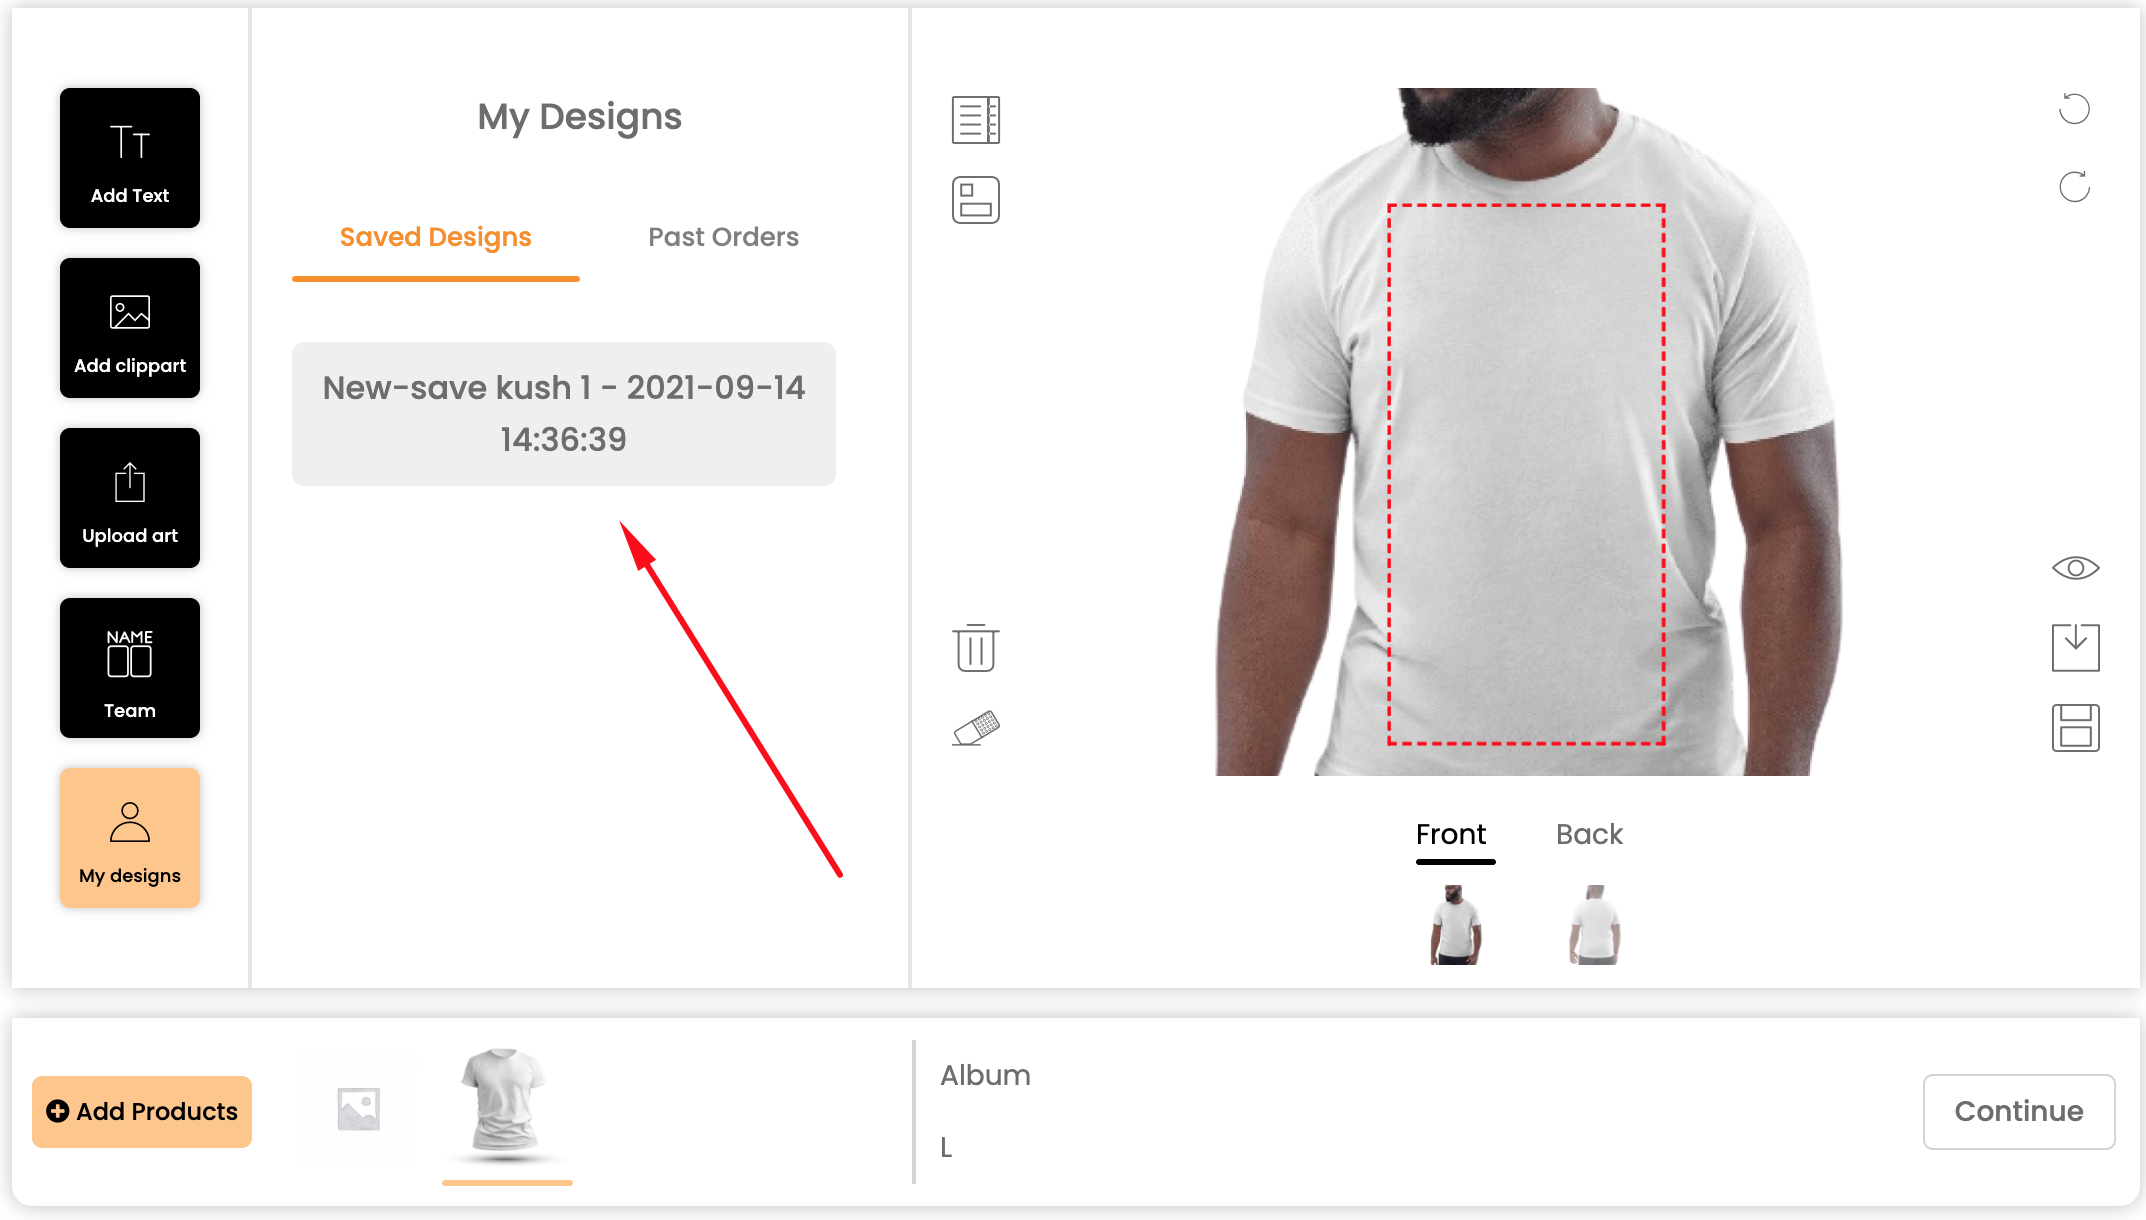 Tт
Add Text
Add clippart
Upload art
NAME
Team
My designs
My Designs
Saved Designs
Past Orders
New-save kush 1 - 2021-09-14
14:36:39
Front
Back
Add Products
Album
L
Continue